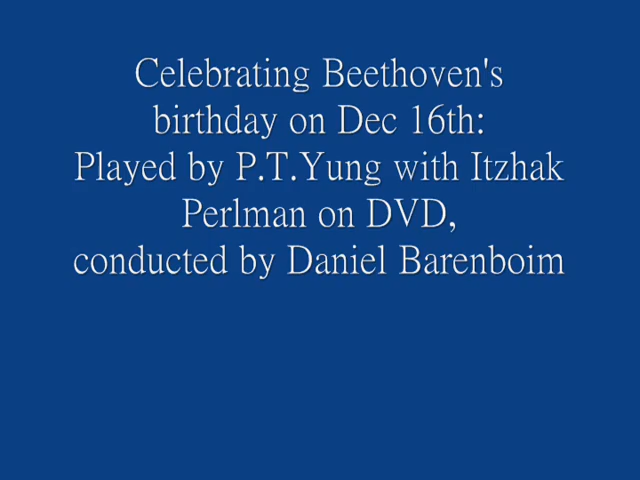 Celebrating Beethoven's
birthday on Dec 16th:
Played by P.T.Yung with Itzhak
Perlman on DVD,
conducted by Daniel Barenboim